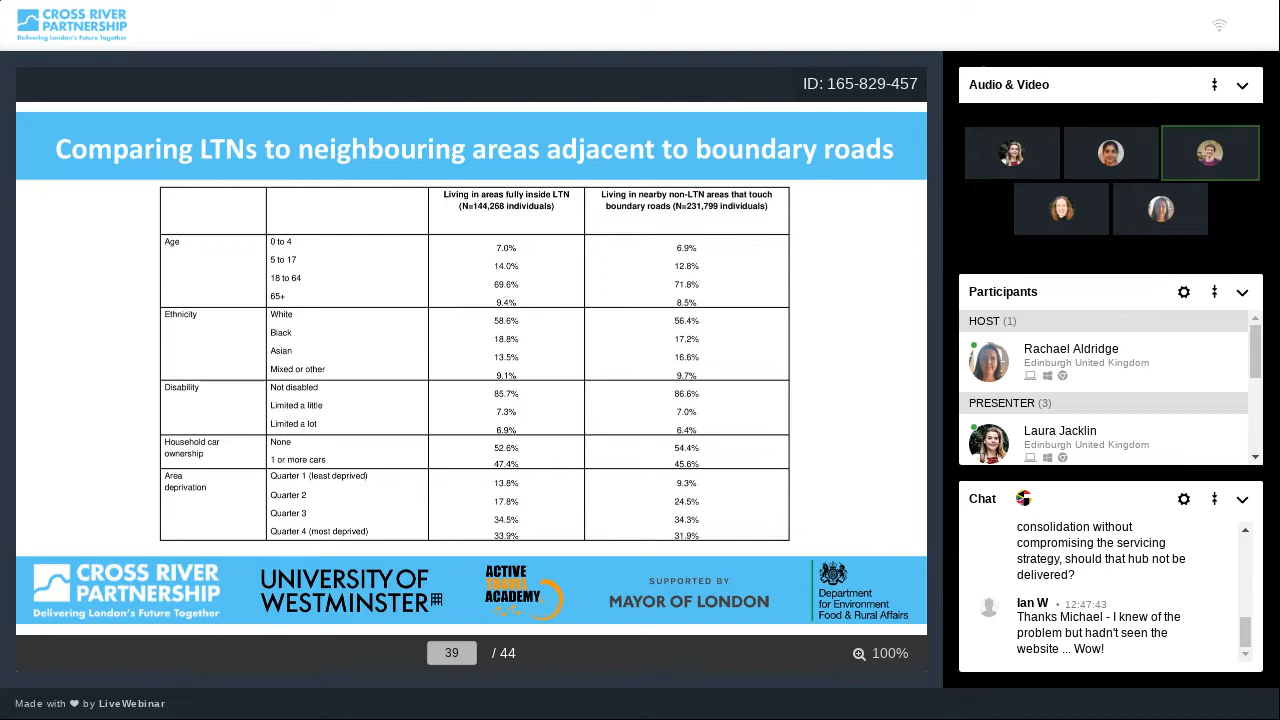 CROSS RIVER
PARTNERSHIP
Delivering London's Future Together
ID: 165-829-457
Comparing LTNs to neighbouring areas adjacent to boundary roads
Living in areas fully inside LTN
(N=144,268 individuals)
Living in nearby non-LTN areas that touch
boundary roads (N=231,799 individuals)
Age
0 to 4
7.0%
6.9%
5 to 17
14.0%
12.8%
18 to 64
69.6%
71.8%
65+
9.4%
8.5%
Ethnicity
White
58.6%
56.4%
Black
18.8%
17.2%
Asian
13.5%
16.6%
Mixed or other
9.1%
9.7%
Disability
Not disabled
85.7%
86.6%
Limited a little
7.3%
7.0%
Limited a lot
6.9%
6.4%
Household car
ownership
None
52.6%
54.4%
1 or more cars
47.4%
45.6%
Area
deprivation
Quarter 1 (least deprived)
13.8%
9.3%
Quarter 2
17.8%
24.5%
Quarter 3
34.5%
34.3%
Quarter 4 (most deprived)
33.9%
31.9%
CROSS RIVER
PARTNERSHIP
Delivering London's Future Together
UNIVERSITY OF
WESTMINSTER
ACTIVE
TRAVEL
ACADEMY
SUPPORTED BY
MAYOR OF LONDON
Department
for Environment
Food & Rural Affairs
39 / 44
100%
Made with ❤ by LiveWebinar
Audio & Video
Participants
HOST (1)
Rachael Aldridge
Edinburgh United Kingdom
PRESENTER (3)
Laura Jacklin
Edinburgh United Kingdom
Chat
consolidation without
compromising the servicing
strategy, should that hub not be
delivered?
Ian W • 12:47:43
Thanks Michael - I knew of the
problem but hadn't seen the
website ... Wow!